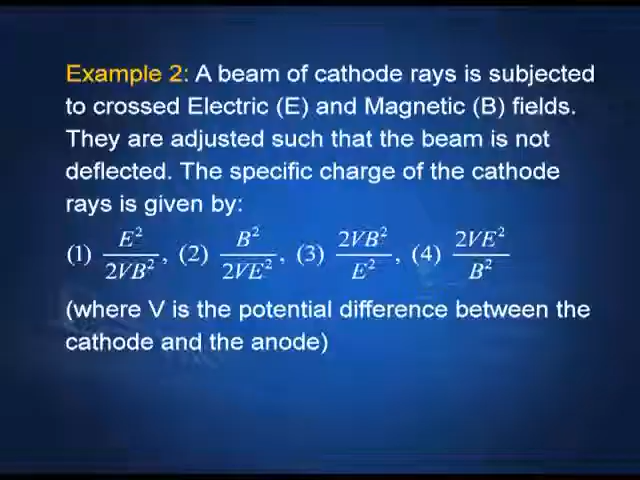 Example 2: A beam of cathode rays is subjected
to crossed Electric (E) and Magnetic (B) fields.
They are adjusted such that the beam is not
deflected. The specific charge of the cathode
rays is given by:
(1) E²/2VB², (2) B²/2VE², (3) 2VB²/E², (4) 2VE²/B²
(where V is the potential difference between the
cathode and the anode)